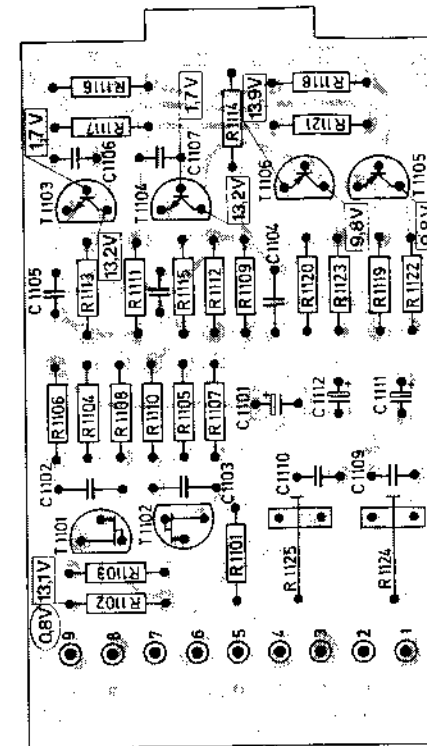 R1116
R1117
1,7V
C1106
T1103
1,7V
C1107
T1104
R1114
13,9V
R1118
R1121
T1106
T1105
13,2V
13,2V
9,8V
9,8V
C1104
C1105
R1113
R1111
R1115
R1112
R1109
R1120
R1123
R1119
R1122
R1106
R1104
R1108
R1110
R1105
R1107
C1101
+
C1112
+
C1111
+
C1102
C1103
C1110
C1109
T1101
T1102
R1101
R1125
R1124
R1103
R1102
13,1V
0,8V
9
8
7
6
5
4
3
2
1